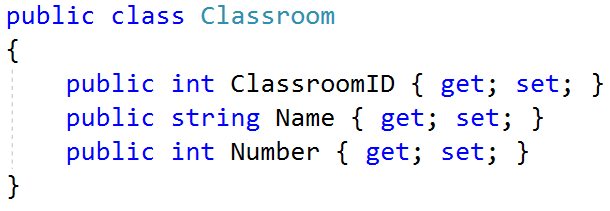 public class Classroom
{
    public int ClassroomID { get; set; }
    public string Name { get; set; }
    public int Number { get; set; }
}